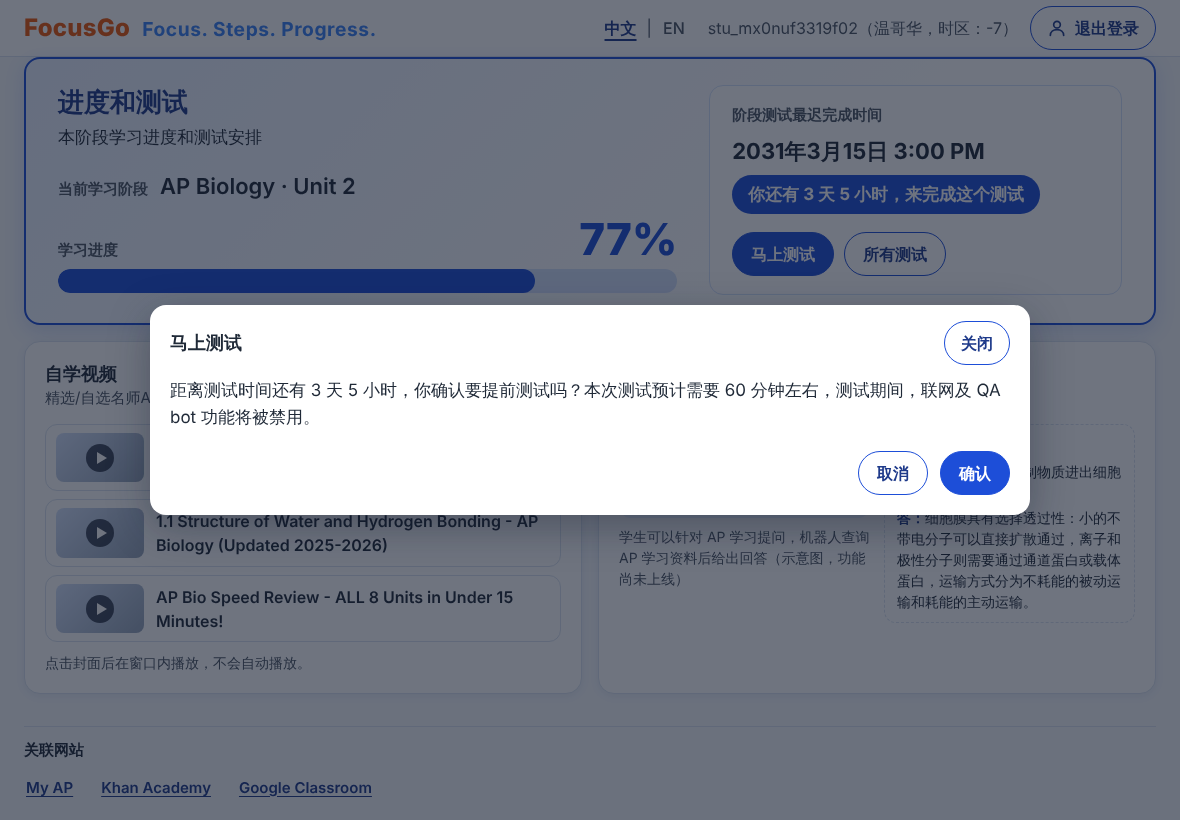 FocusGo Focus. Steps. Progress.
中文 | EN stu_mx0nuf3319f02（温哥华，时区：-7） 退出登录
进度和测试
本阶段学习进度和测试安排
当前学习阶段 AP Biology · Unit 2
学习进度 77%
阶段测试最迟完成时间
2031年3月15日 3:00 PM
你还有 3 天 5 小时，来完成这个测试
马上测试 所有测试
马上测试
关闭
距离测试时间还有 3 天 5 小时，你确认要提前测试吗？本次测试预计需要 60 分钟左右，测试期间，联网及 QA
bot 功能将被禁用。
取消 确认
自学视频
精选/自选名师A
1.1 Structure of Water and Hydrogen Bonding - AP
Biology (Updated 2025-2026)
AP Bio Speed Review - ALL 8 Units in Under 15
Minutes!
点击封面后在窗口内播放，不会自动播放。
学生可以针对 AP 学习提问，机器人查询
AP 学习资料后给出回答（示意图，功能
尚未上线）
制物质进出细胞
答：细胞膜具有选择透过性：小的不
带电分子可以直接扩散通过，离子和
极性分子则需要通过通道蛋白或载体
蛋白，运输方式分为不耗能的被动运
输和耗能的主动运输。
关联网站
My AP Khan Academy Google Classroom